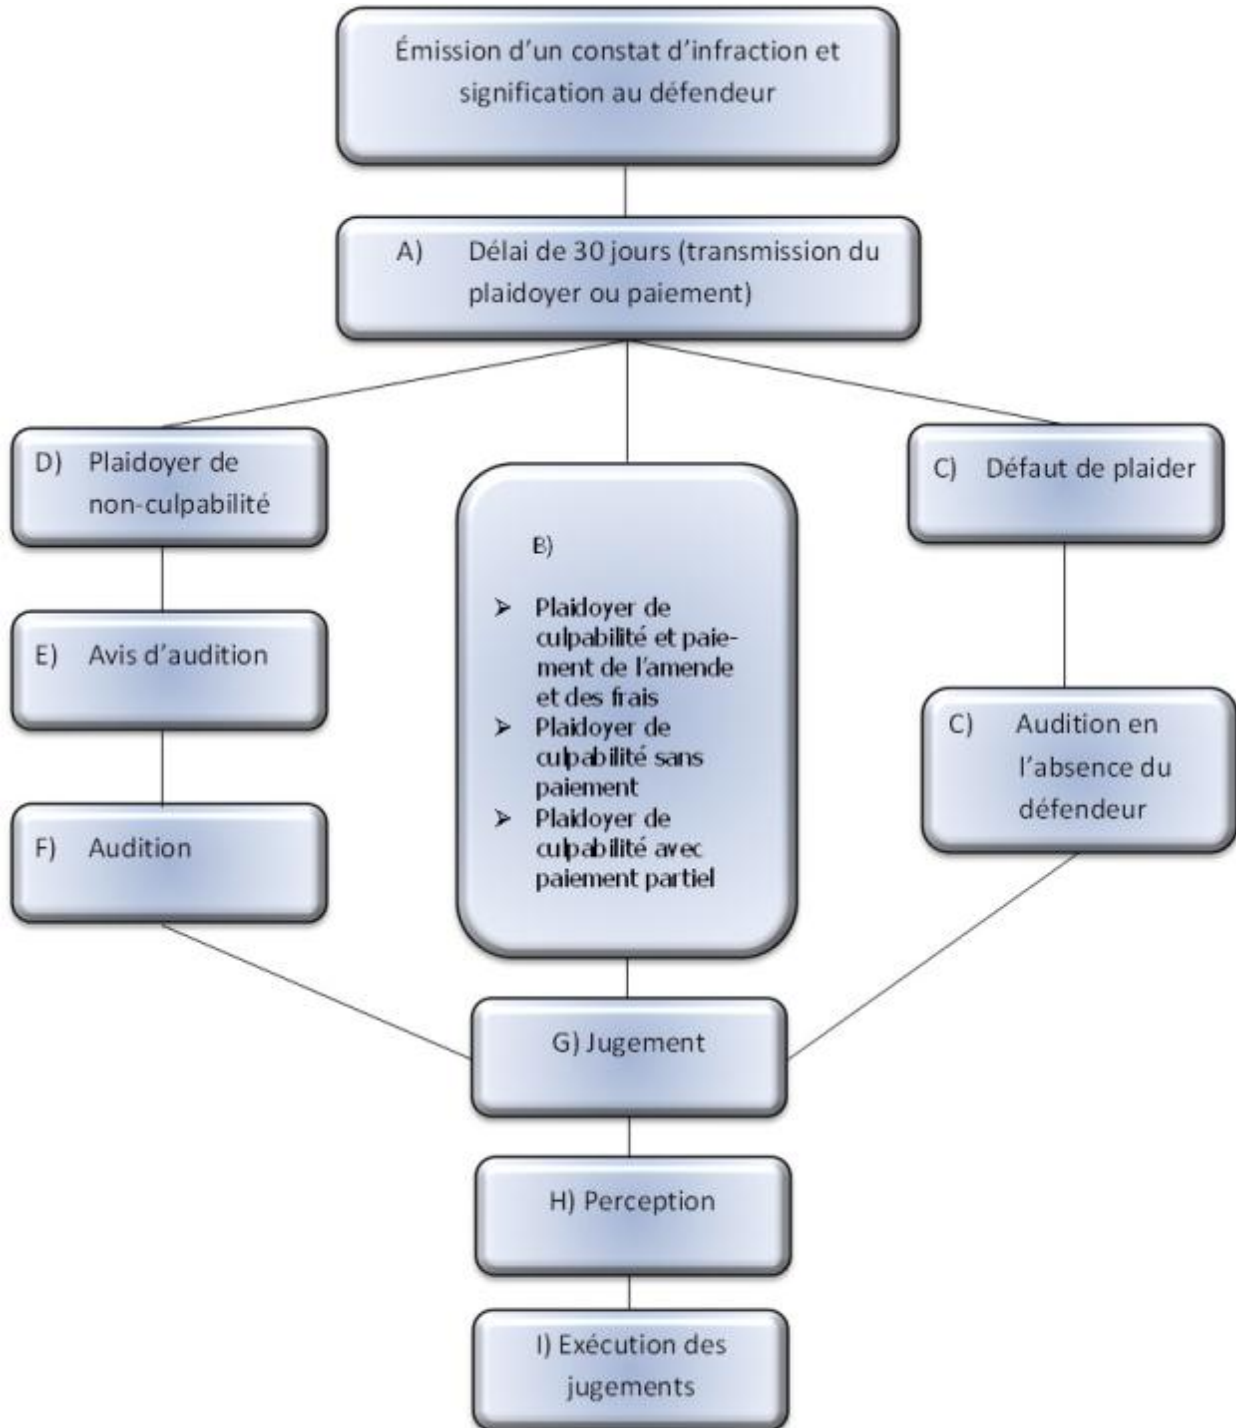 Émission d’un constat d’infraction et
signification au défendeur
A) Délai de 30 jours (transmission du
plaidoyer ou paiement)
D) Plaidoyer de
non-culpabilité
E) Avis d’audition
F) Audition
B)
➢ Plaidoyer de
culpabilité et paie-
ment de l’amende
et des frais
➢ Plaidoyer de
culpabilité sans
paiement
➢ Plaidoyer de
culpabilité avec
paiement partiel
C) Défaut de plaider
C) Audition en
l’absence du
défendeur
G) Jugement
H) Perception
I) Exécution des
jugements